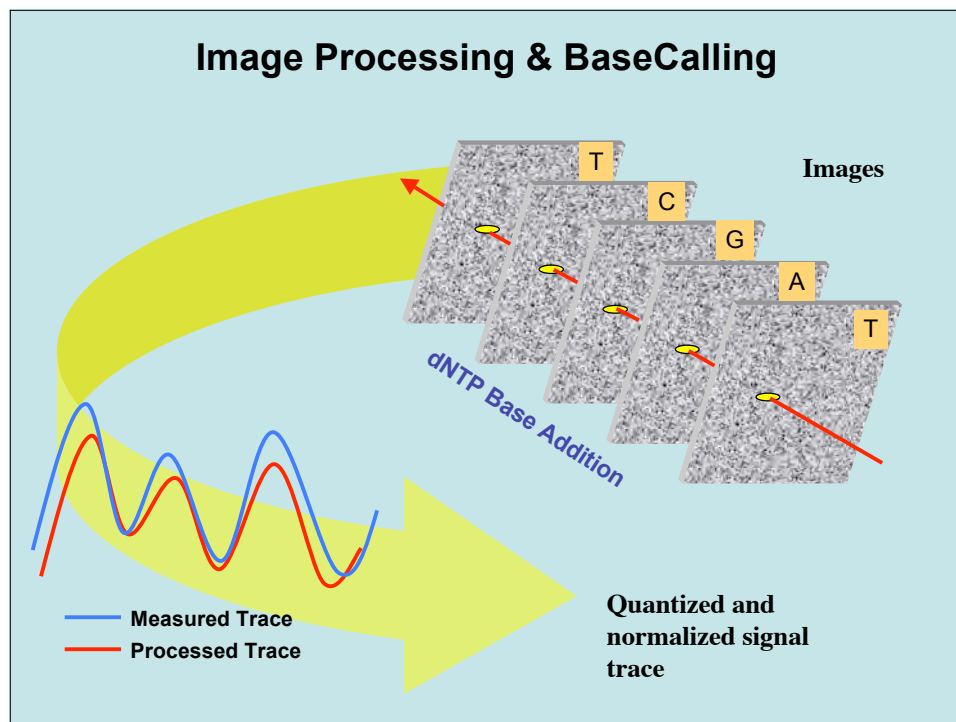 Image Processing & BaseCalling
T
Images
C
G
A
T
dNTP Base Addition
Measured Trace
Processed Trace
Quantized and
normalized signal
trace